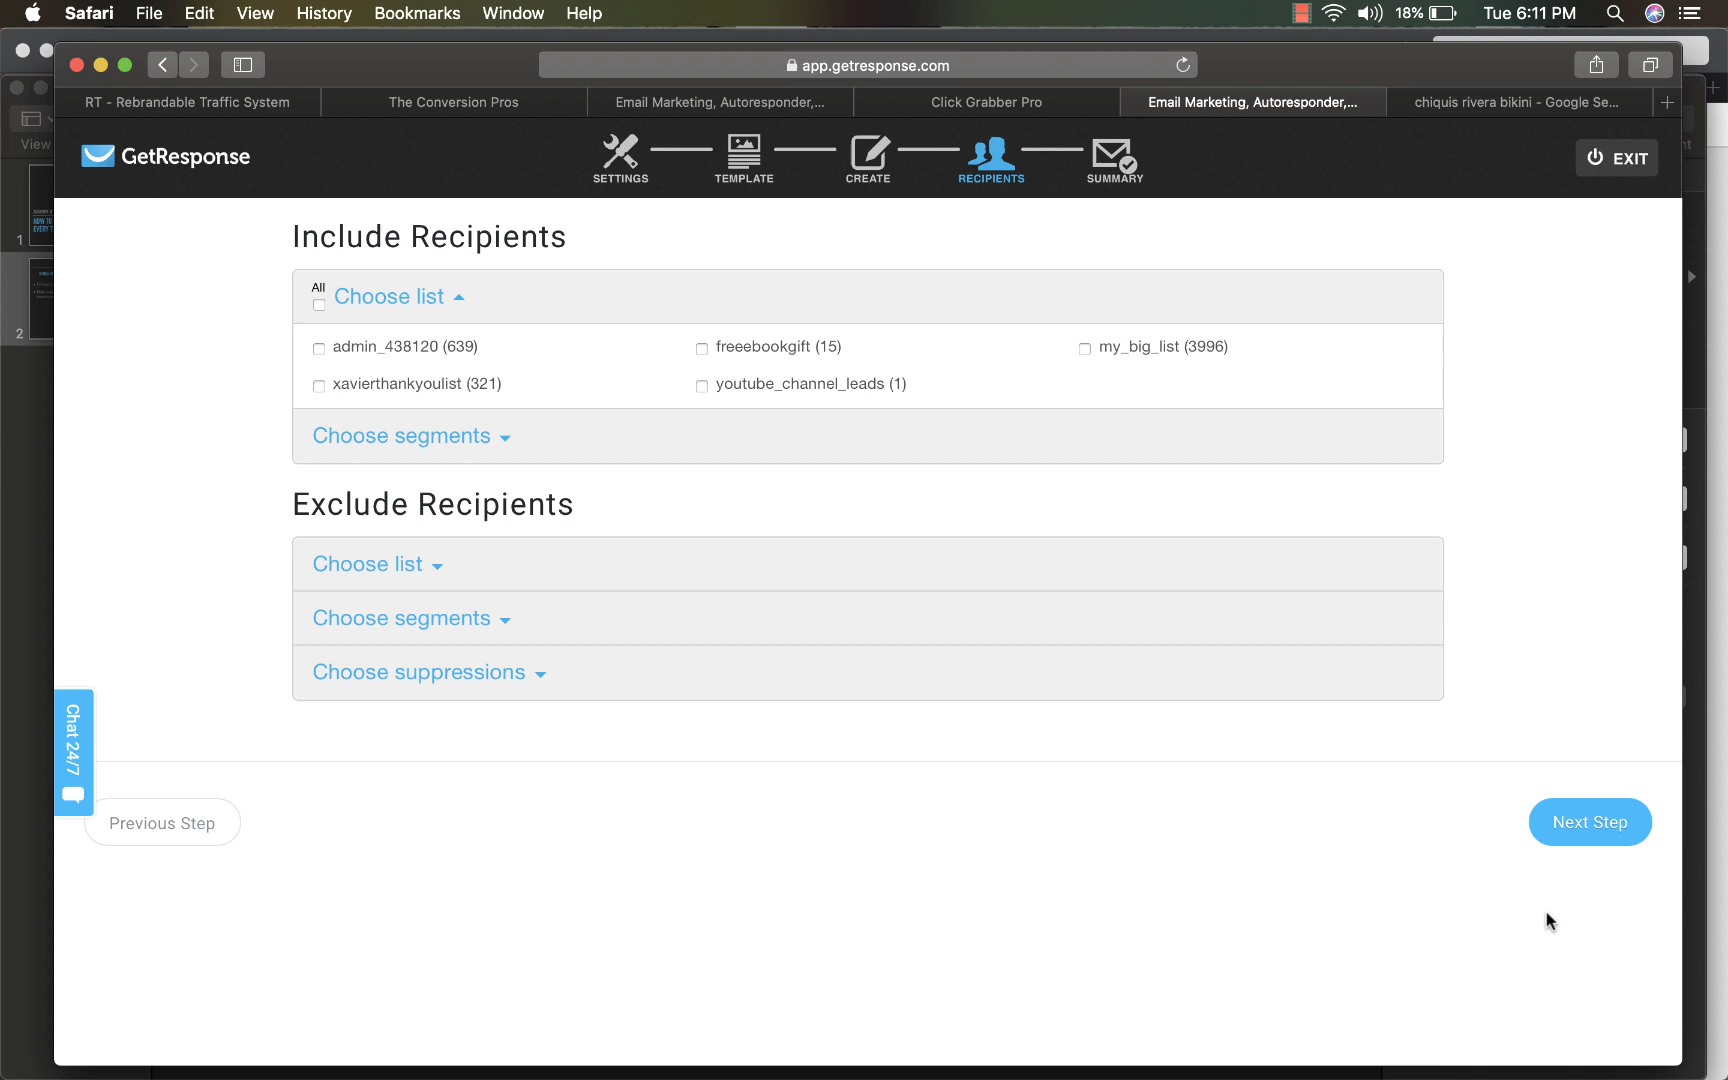 Safari File Edit View History Bookmarks Window Help 18% Tue 6:11 PM
app.getresponse.com
RT - Rebrandable Traffic System The Conversion Pros Email Marketing, Autoresponder,... Click Grabber Pro Email Marketing, Autoresponder,... chiquis rivera bikini - Google Se...
View
GetResponse
SETTINGS TEMPLATE CREATE RECIPIENTS SUMMARY
EXIT
Include Recipients
All
Choose list
admin_438120 (639) freeebookgift (15) my_big_list (3996)
xavierthankyoulist (321) youtube_channel_leads (1)
Choose segments
Exclude Recipients
Choose list
Choose segments
Choose suppressions
Chat 24/7
Previous Step Next Step
1
HOW TO
2